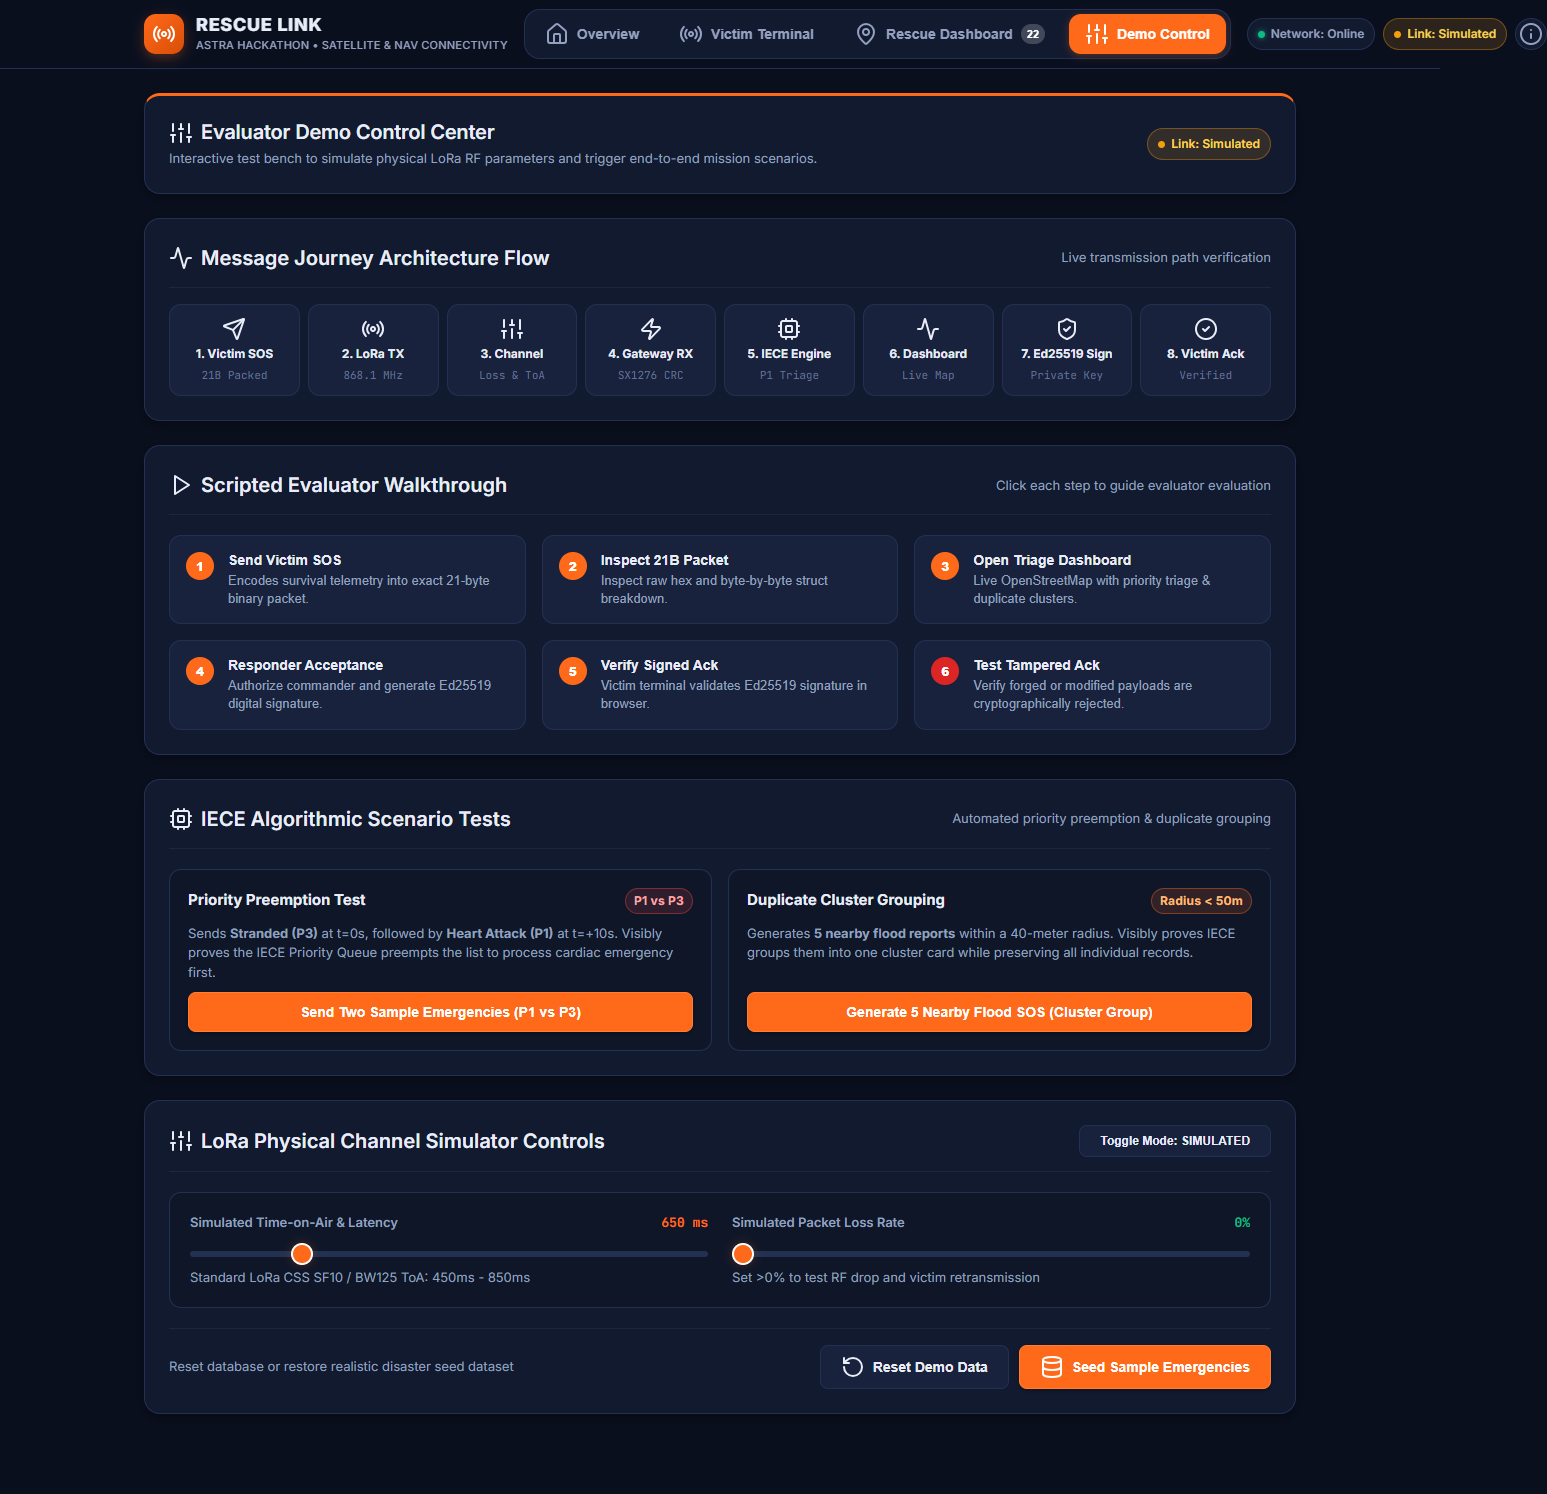 RESCUE LINK
ASTRA HACKATHON • SATELLITE & NAV CONNECTIVITY
Overview
Victim Terminal
Rescue Dashboard 22
Demo Control
Network: Online
Link: Simulated
Evaluator Demo Control Center
Interactive test bench to simulate physical LoRa RF parameters and trigger end-to-end mission scenarios.
Link: Simulated
Message Journey Architecture Flow
Live transmission path verification
1. Victim SOS
21B Packed
2. LoRa TX
868.1 MHz
3. Channel
Loss & ToA
4. Gateway RX
SX1276 CRC
5. IECE Engine
P1 Triage
6. Dashboard
Live Map
7. Ed25519 Sign
Private Key
8. Victim Ack
Verified
Scripted Evaluator Walkthrough
Click each step to guide evaluator evaluation
1
Send Victim SOS
Encodes survival telemetry into exact 21-byte
binary packet.
2
Inspect 21B Packet
Inspect raw hex and byte-by-byte struct
breakdown.
3
Open Triage Dashboard
Live OpenStreetMap with priority triage &
duplicate clusters.
4
Responder Acceptance
Authorize commander and generate Ed25519
digital signature.
5
Verify Signed Ack
Victim terminal validates Ed25519 signature in
browser.
6
Test Tampered Ack
Verify forged or modified payloads are
cryptographically rejected.
IECE Algorithmic Scenario Tests
Automated priority preemption & duplicate grouping
Priority Preemption Test
P1 vs P3
Sends Stranded (P3) at t=0s, followed by Heart Attack (P1) at t=+10s. Visibly
proves the IECE Priority Queue preempts the list to process cardiac emergency
first.
Send Two Sample Emergencies (P1 vs P3)
Duplicate Cluster Grouping
Radius < 50m
Generates 5 nearby flood reports within a 40-meter radius. Visibly proves IECE
groups them into one cluster card while preserving all individual records.
Generate 5 Nearby Flood SOS (Cluster Group)
LoRa Physical Channel Simulator Controls
Toggle Mode: SIMULATED
Simulated Time-on-Air & Latency
650 ms
Standard LoRa CSS SF10 / BW125 ToA: 450ms - 850ms
Simulated Packet Loss Rate
0%
Set >0% to test RF drop and victim retransmission
Reset database or restore realistic disaster seed dataset
Reset Demo Data
Seed Sample Emergencies